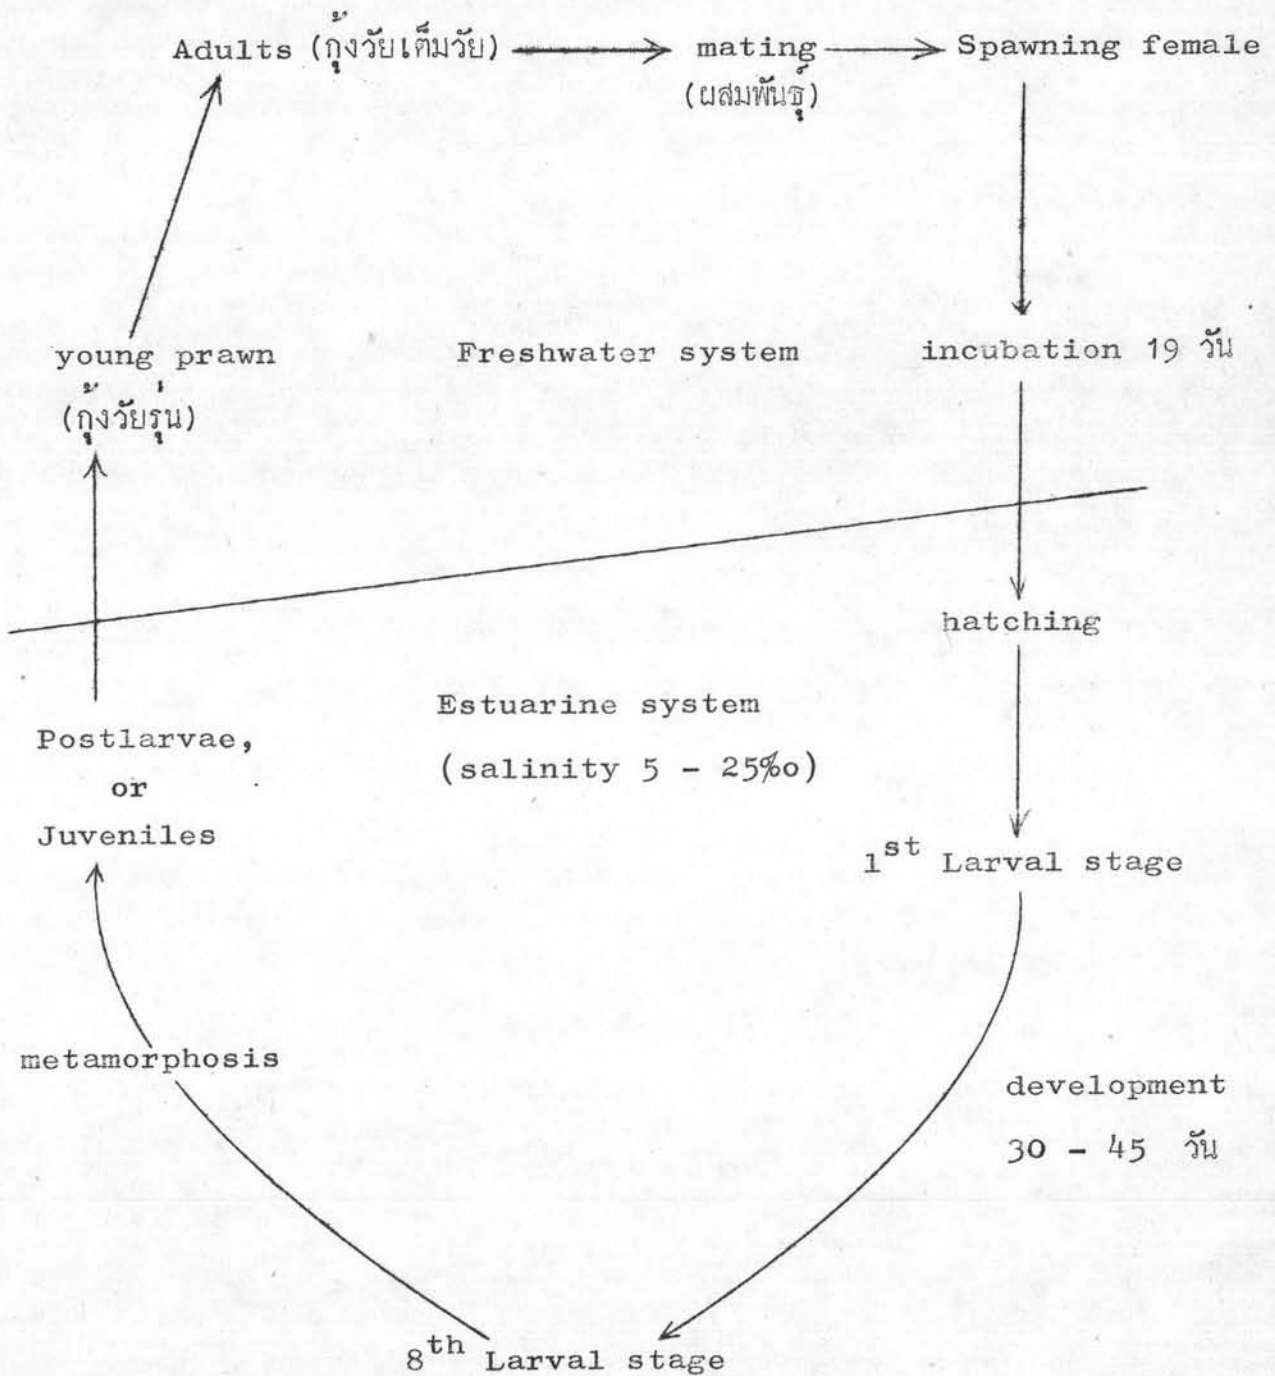 Adults (กุ้งวัยเต็มวัย) mating Spawning female
(ผสมพันธุ์)
young prawn Freshwater system incubation 19 วัน
(กุ้งวัยรุ่น)
hatching
Estuarine system
Postlarvae,
(salinity 5 - 25‰)
or
Juveniles
1st Larval stage
metamorphosis
development
30 - 45 วัน
8th Larval stage